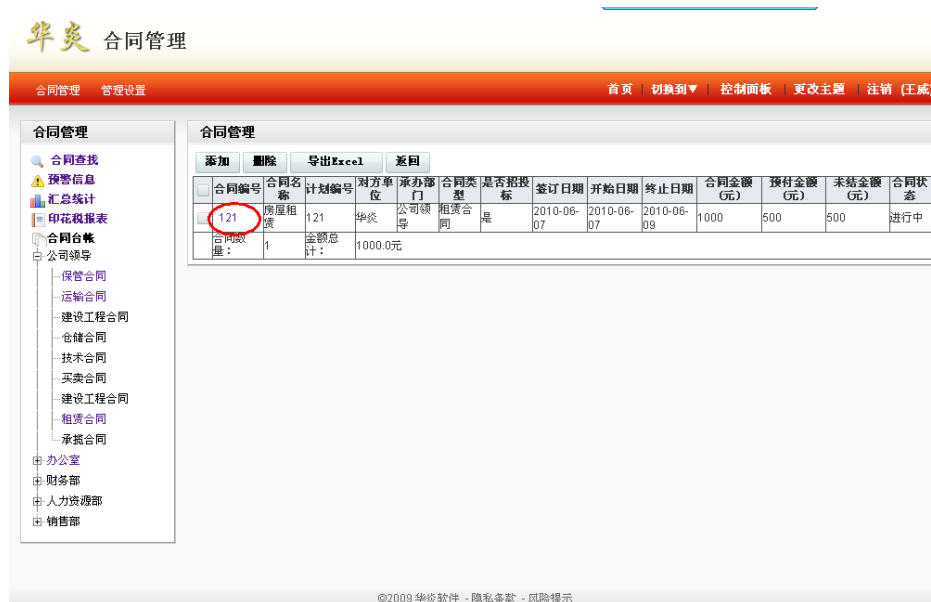 华炎 合同管理
合同管理 管理设置 首页 切换到▼ 控制面板 更改主题 注销 (王威)
合同管理
合同查找
预警信息
汇总统计
印花税报表
合同台帐
公司领导
保管合同
运输合同
建设工程合同
仓储合同
技术合同
买卖合同
建设工程合同
租赁合同
承揽合同
办公室
财务部
人力资源部
销售部
合同管理
添加 删除 导出Excel 返回
合同编号 合同名称 计划编号 对方单位 承办部门 合同类型 是否招投标 签订日期 开始日期 终止日期 合同金额(元) 预付金额(元) 未结金额(元) 合同状态
121 房屋租赁 121 华炎 公司领导 租赁合同 是 2010-06-07 2010-06-07 2010-06-09 1000 500 500 进行中
合同数量： 1 金额总计： 1000.0元
©2009 华炎软件 - 隐私条款 - 风险提示